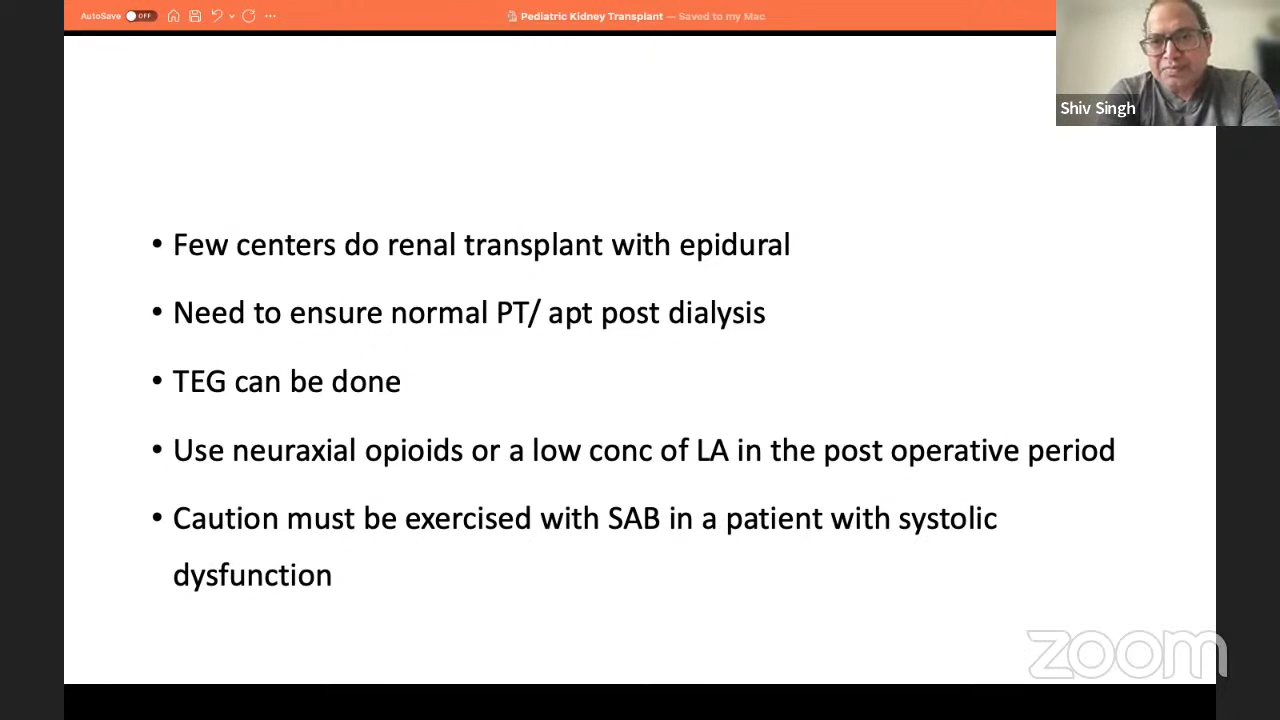 AutoSave OFF
Pediatric Kidney Transplant — Saved to my Mac
Shiv Singh
• Few centers do renal transplant with epidural
• Need to ensure normal PT/ apt post dialysis
• TEG can be done
• Use neuraxial opioids or a low conc of LA in the post operative period
• Caution must be exercised with SAB in a patient with systolic
dysfunction
zoom